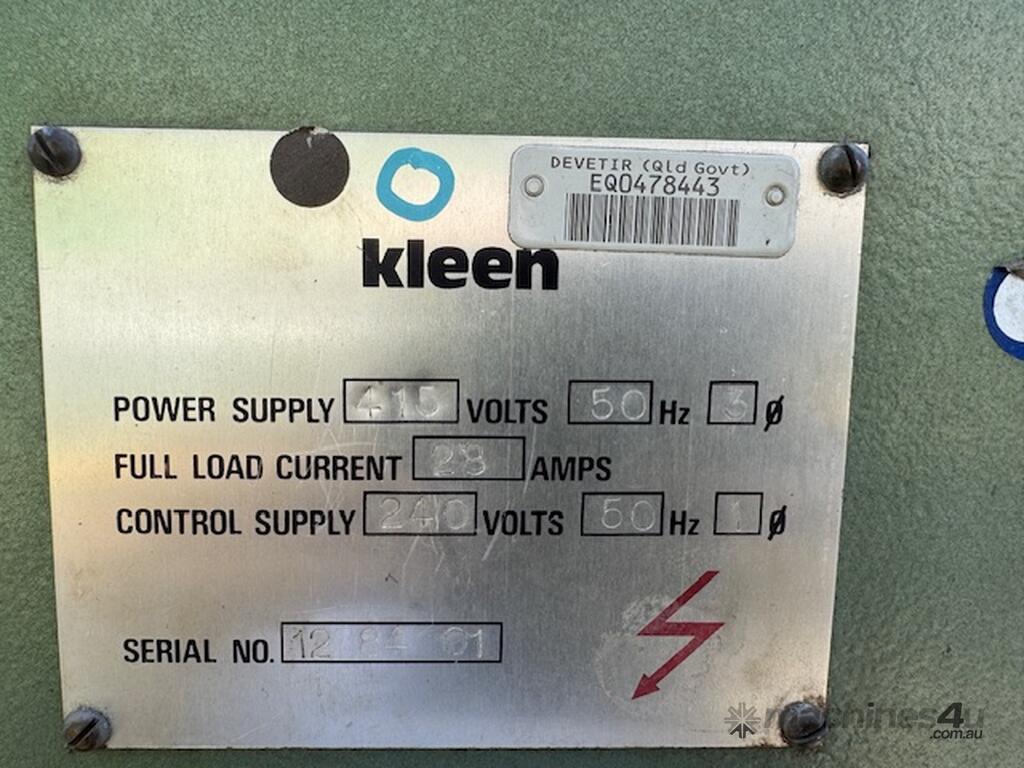 DEVETIR (Qld Govt)
EQ0478443
kleen
POWER SUPPLY 415 VOLTS 50 Hz 3 ø
FULL LOAD CURRENT 28 AMPS
CONTROL SUPPLY 240 VOLTS 50 Hz 1 ø
SERIAL NO. 12 84 01
machines4u
.com.au